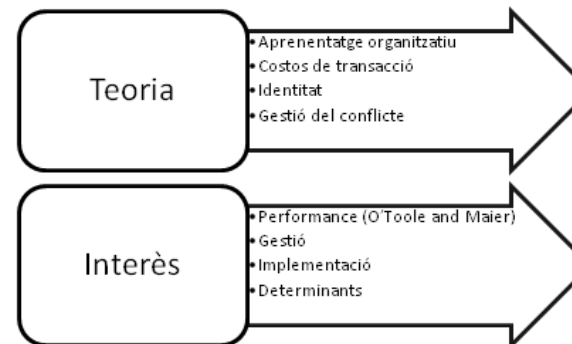 Teoria
• Aprenentatge organitzatiu
• Costos de transacció
• Identitat
• Gestió del conflicte
Interès
• Performance (O'Toole and Maier)
• Gestió
• Implementació
• Determinants